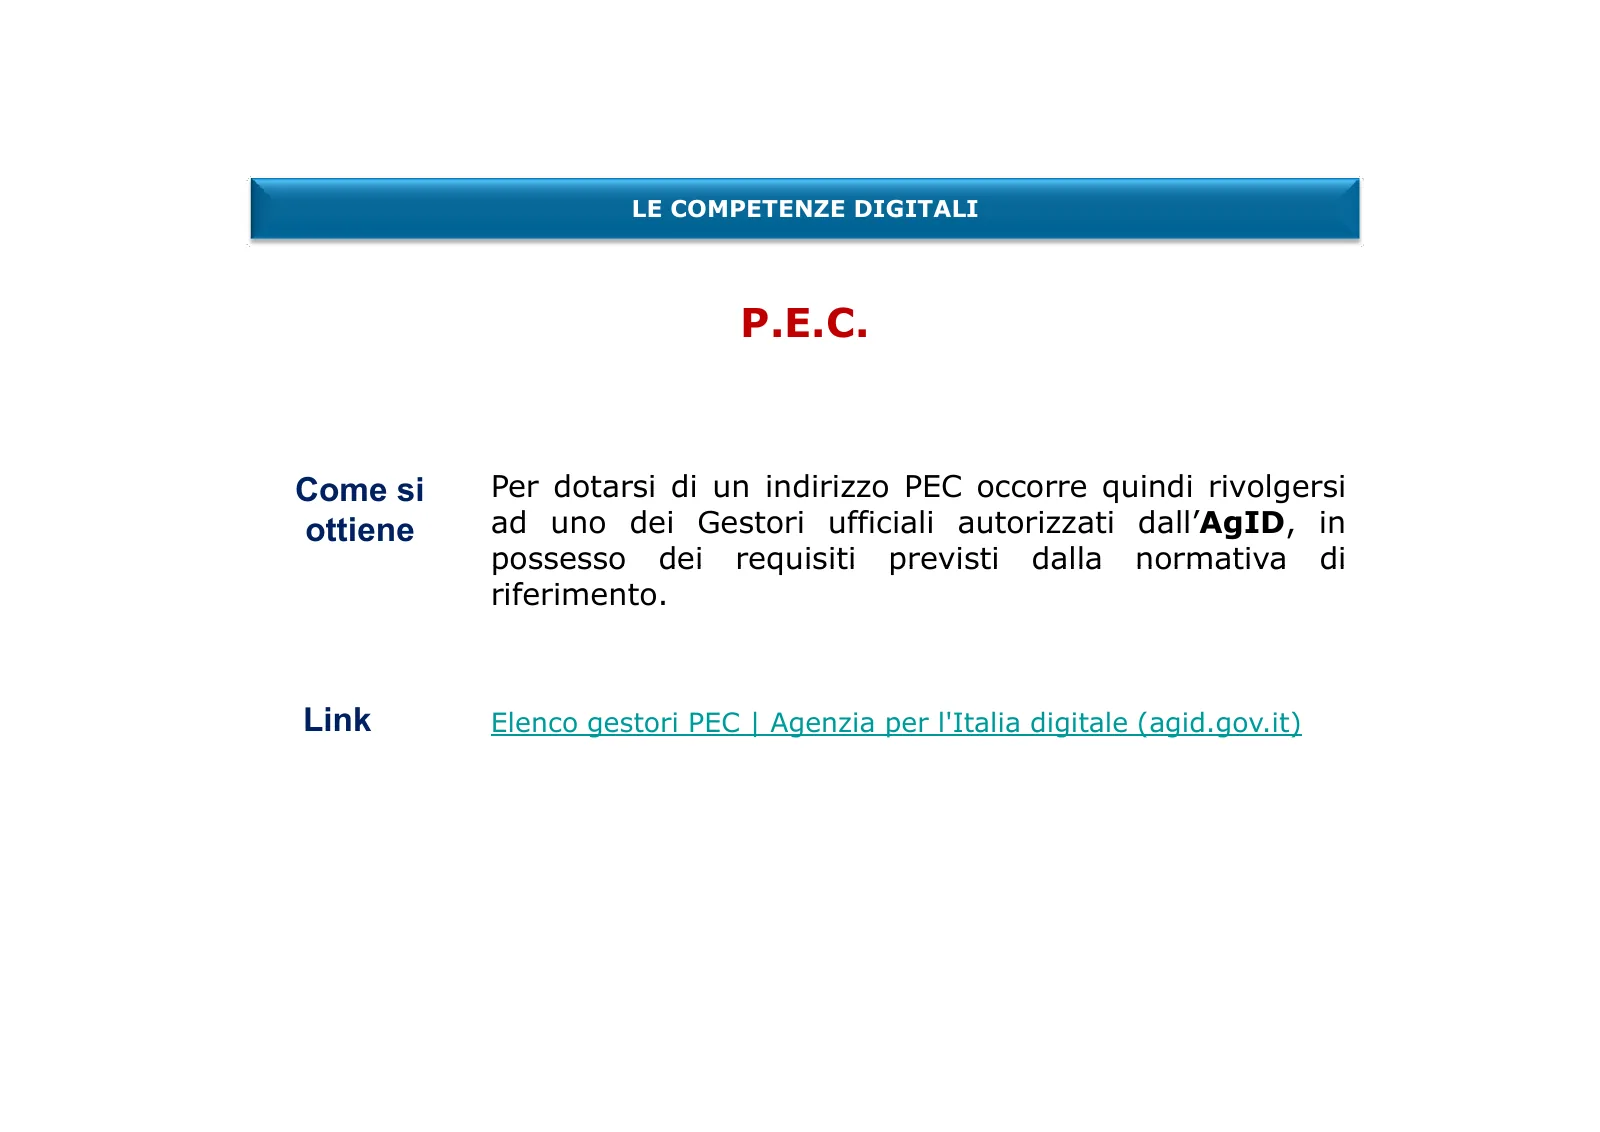 LE COMPETENZE DIGITALI
P.E.C.
Come si
ottiene
Per dotarsi di un indirizzo PEC occorre quindi rivolgersi
ad uno dei Gestori ufficiali autorizzati dall’AgID, in
possesso dei requisiti previsti dalla normativa di
riferimento.
Link
Elenco gestori PEC | Agenzia per l'Italia digitale (agid.gov.it)